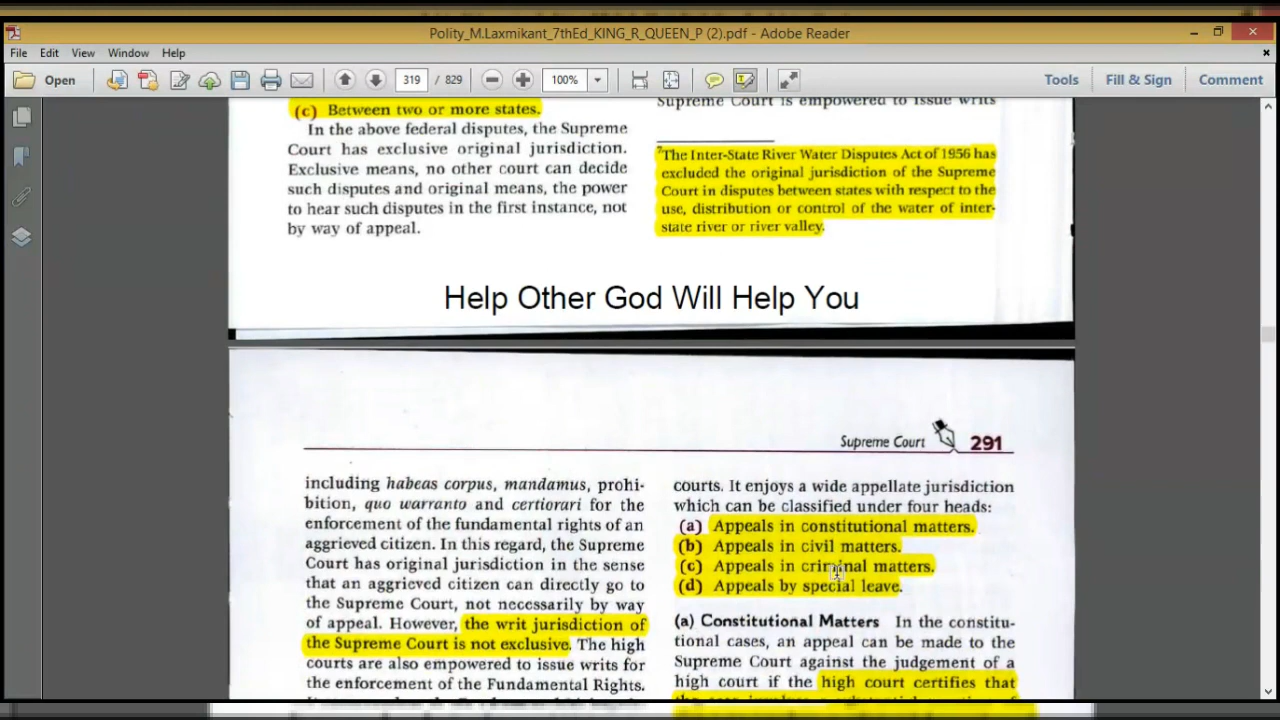 Polity_M.Laxmikant_7thEd_KING_R_QUEEN_P (2).pdf - Adobe Reader
File Edit View Window Help
Open 319 / 829 100% Tools Fill & Sign Comment
(c) Between two or more states.
In the above federal disputes, the Supreme
Court has exclusive original jurisdiction.
Exclusive means, no other court can decide
such disputes and original means, the power
to hear such disputes in the first instance, not
by way of appeal.
Supreme Court is empowered to issue writs
7The Inter-State River Water Disputes Act of 1956 has
excluded the original jurisdiction of the Supreme
Court in disputes between states with respect to the
use, distribution or control of the water of inter-
state river or river valley.
Help Other God Will Help You
Supreme Court 291
including habeas corpus, mandamus, prohi-
bition, quo warranto and certiorari for the
enforcement of the fundamental rights of an
aggrieved citizen. In this regard, the Supreme
Court has original jurisdiction in the sense
that an aggrieved citizen can directly go to
the Supreme Court, not necessarily by way
of appeal. However, the writ jurisdiction of
the Supreme Court is not exclusive. The high
courts are also empowered to issue writs for
the enforcement of the Fundamental Rights.
courts. It enjoys a wide appellate jurisdiction
which can be classified under four heads:
(a) Appeals in constitutional matters.
(b) Appeals in civil matters.
(c) Appeals in criminal matters.
(d) Appeals by special leave.
(a) Constitutional Matters In the constitu-
tional cases, an appeal can be made to the
Supreme Court against the judgement of a
high court if the high court certifies that